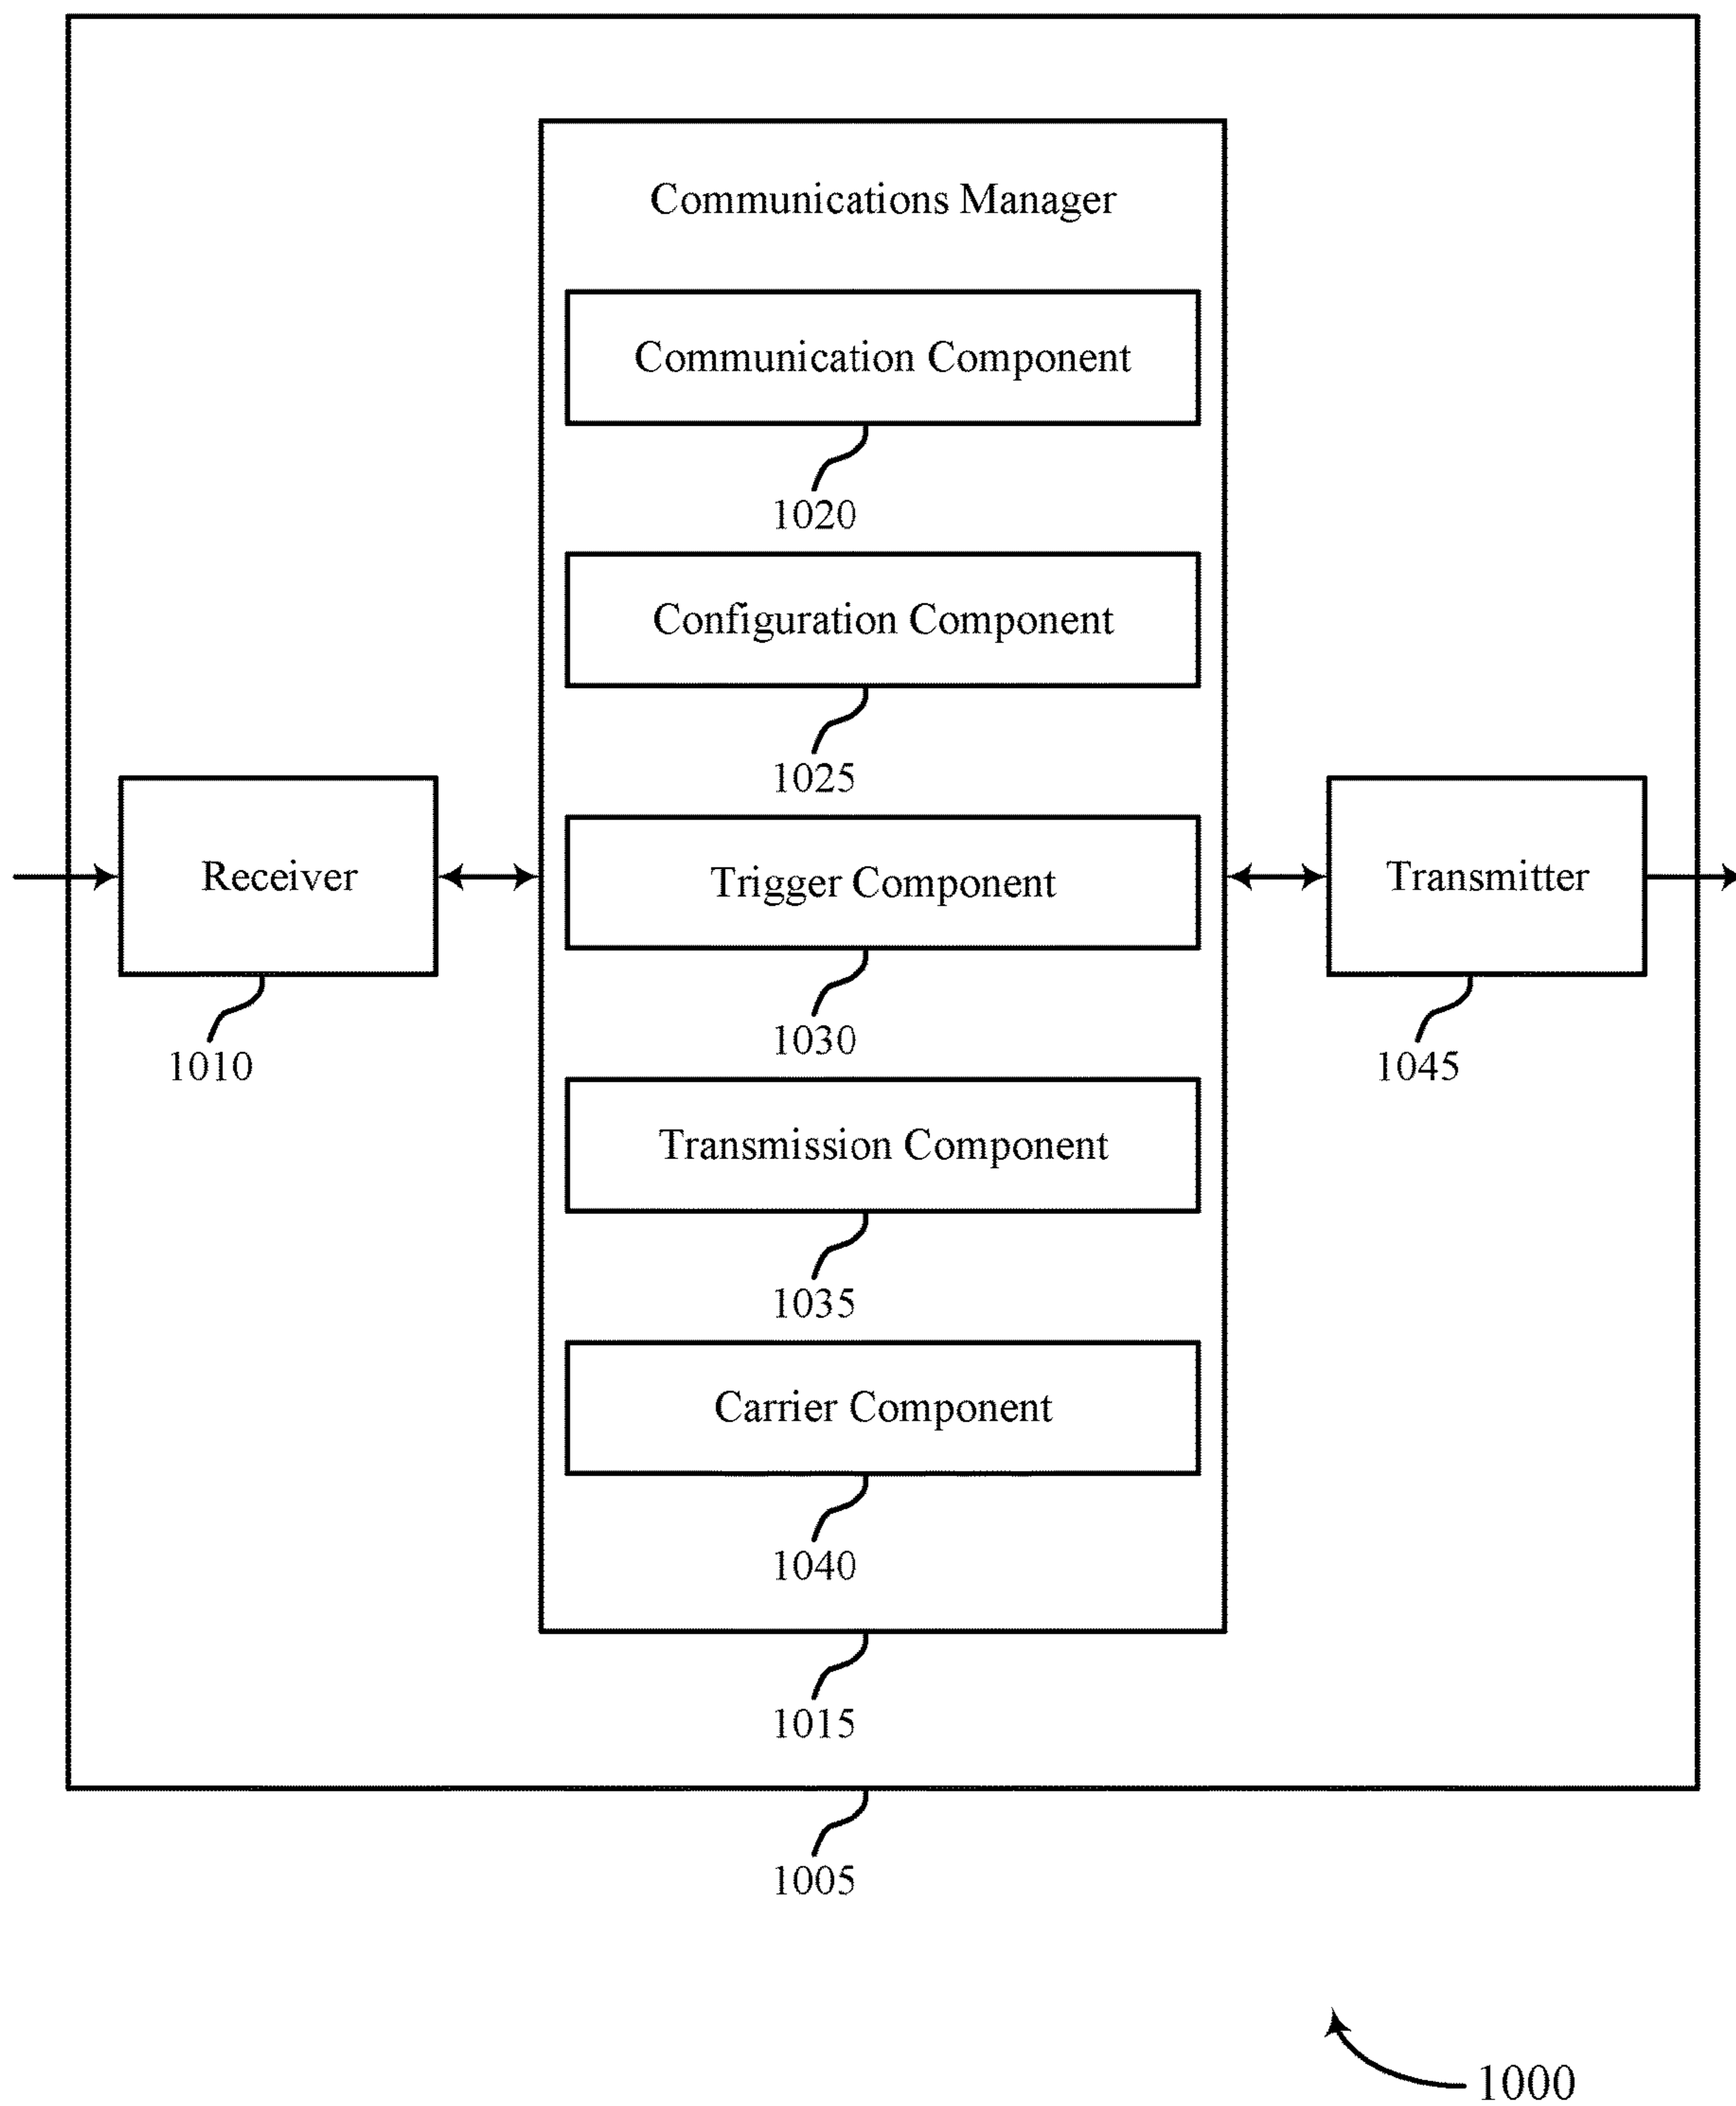 Communications Manager
Communication Component
1020
Configuration Component
1025
Receiver
1010
Trigger Component
1030
Transmitter
1045
Transmission Component
1035
Carrier Component
1040
1015
1005
1000